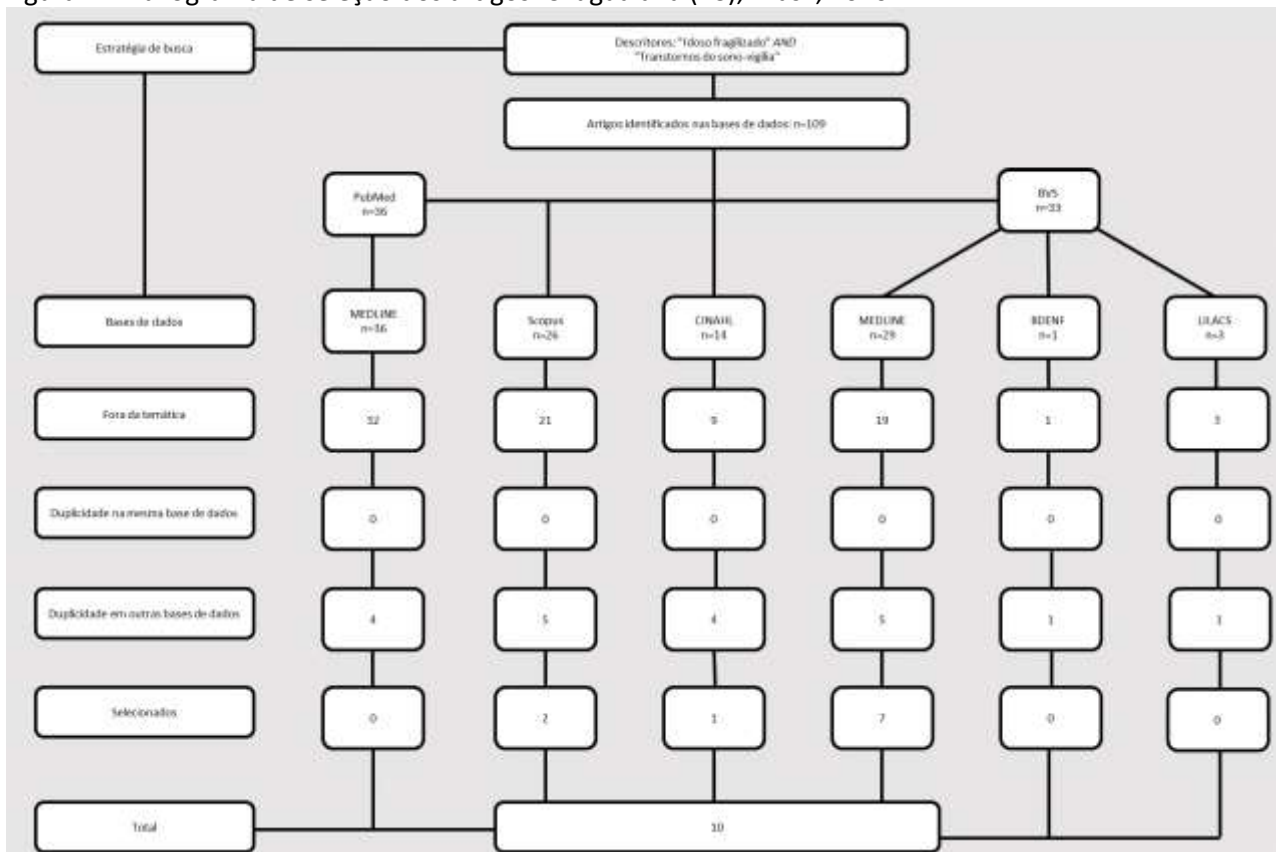 Estratégia de busca
Descritores: "Idoso fragilizado" AND
"Transtornos do sono-vigília"
Artigos identificados nas bases de dados: n=109
PubMed
n=36
BVS
n=33
Bases de dados
MEDLINE
n=36
Scopus
n=26
CINAHL
n=14
MEDLINE
n=29
BDENF
n=1
LILACS
n=3
Fora da temática
32
21
9
19
1
3
Duplicidade na mesma base de dados
0
0
0
0
0
0
Duplicidade em outras bases de dados
4
5
4
5
1
Selecionados
0
2
1
7
0
0
Total
10